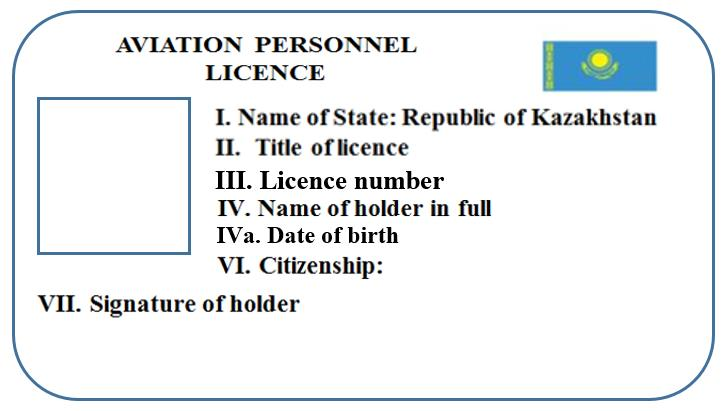 AVIATION PERSONNEL
LICENCE
I. Name of State: Republic of Kazakhstan
II. Title of licence
III. Licence number
IV. Name of holder in full
IVa. Date of birth
VI. Citizenship:
VII. Signature of holder